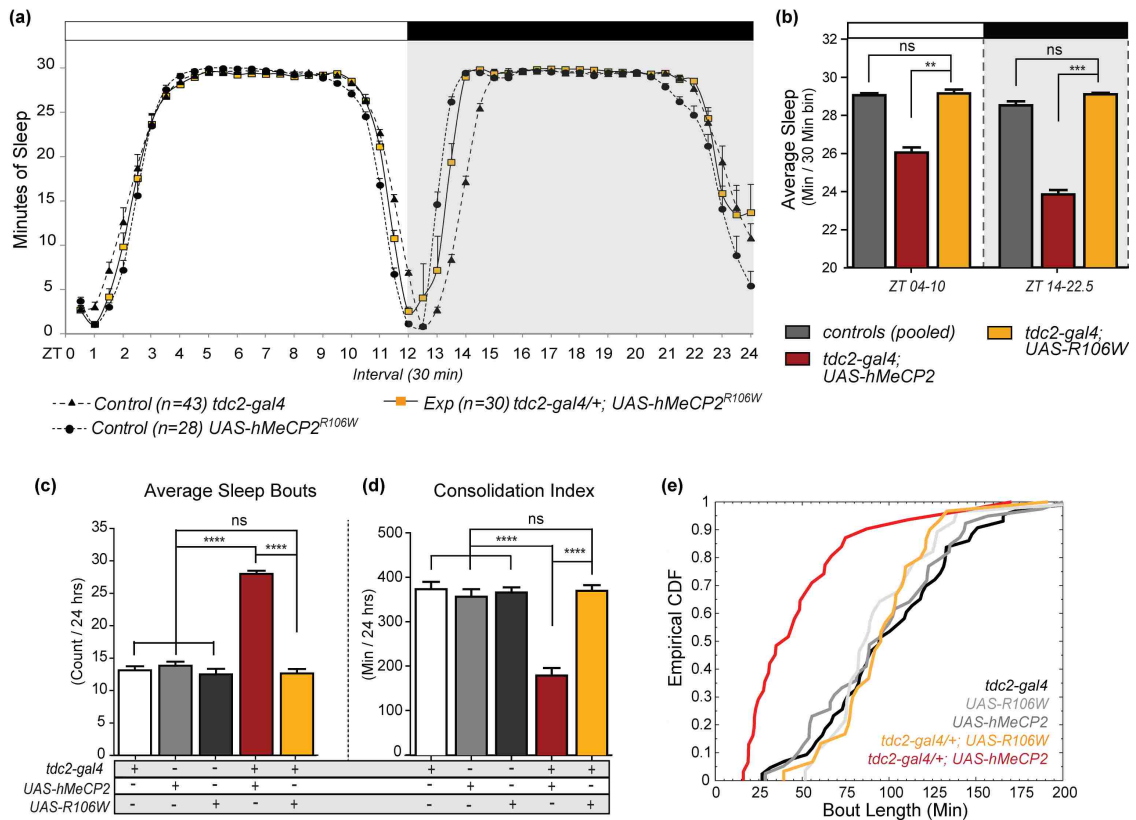 (a)
Minutes of Sleep
30
25
20
15
10
5
0
ZT 0 1 2 3 4 5 6 7 8 9 10 11 12 13 14 15 16 17 18 19 20 21 22 23 24
Interval (30 min)
Control (n=43) tdc2-gal4
Control (n=28) UAS-hMeCP2R106W
Exp (n=30) tdc2-gal4/+; UAS-hMeCP2R106W
(b)
Average Sleep
(Min / 30 Min bin)
32
30
28
26
24
22
20
ns
**
ns
***
ZT 04-10
ZT 14-22.5
controls (pooled)
tdc2-gal4;
UAS-hMeCP2
tdc2-gal4;
UAS-R106W
(c)
Average Sleep Bouts
(Count / 24 hrs)
35
30
25
20
15
10
5
0
ns
****
****
(d)
Consolidation Index
(Min / 24 hrs)
500
400
300
200
100
0
ns
****
****
tdc2-gal4 + - - + + + - - + +
UAS-hMeCP2 - + - + - - + - + -
UAS-R106W - - + - + - - + - +
(e)
Empirical CDF
1
0.9
0.8
0.7
0.6
0.5
0.4
0.3
0.2
0.1
0
0 25 50 75 100 125 150 175 200
Bout Length (Min)
tdc2-gal4
UAS-R106W
UAS-hMeCP2
tdc2-gal4/+; UAS-R106W
tdc2-gal4/+; UAS-hMeCP2